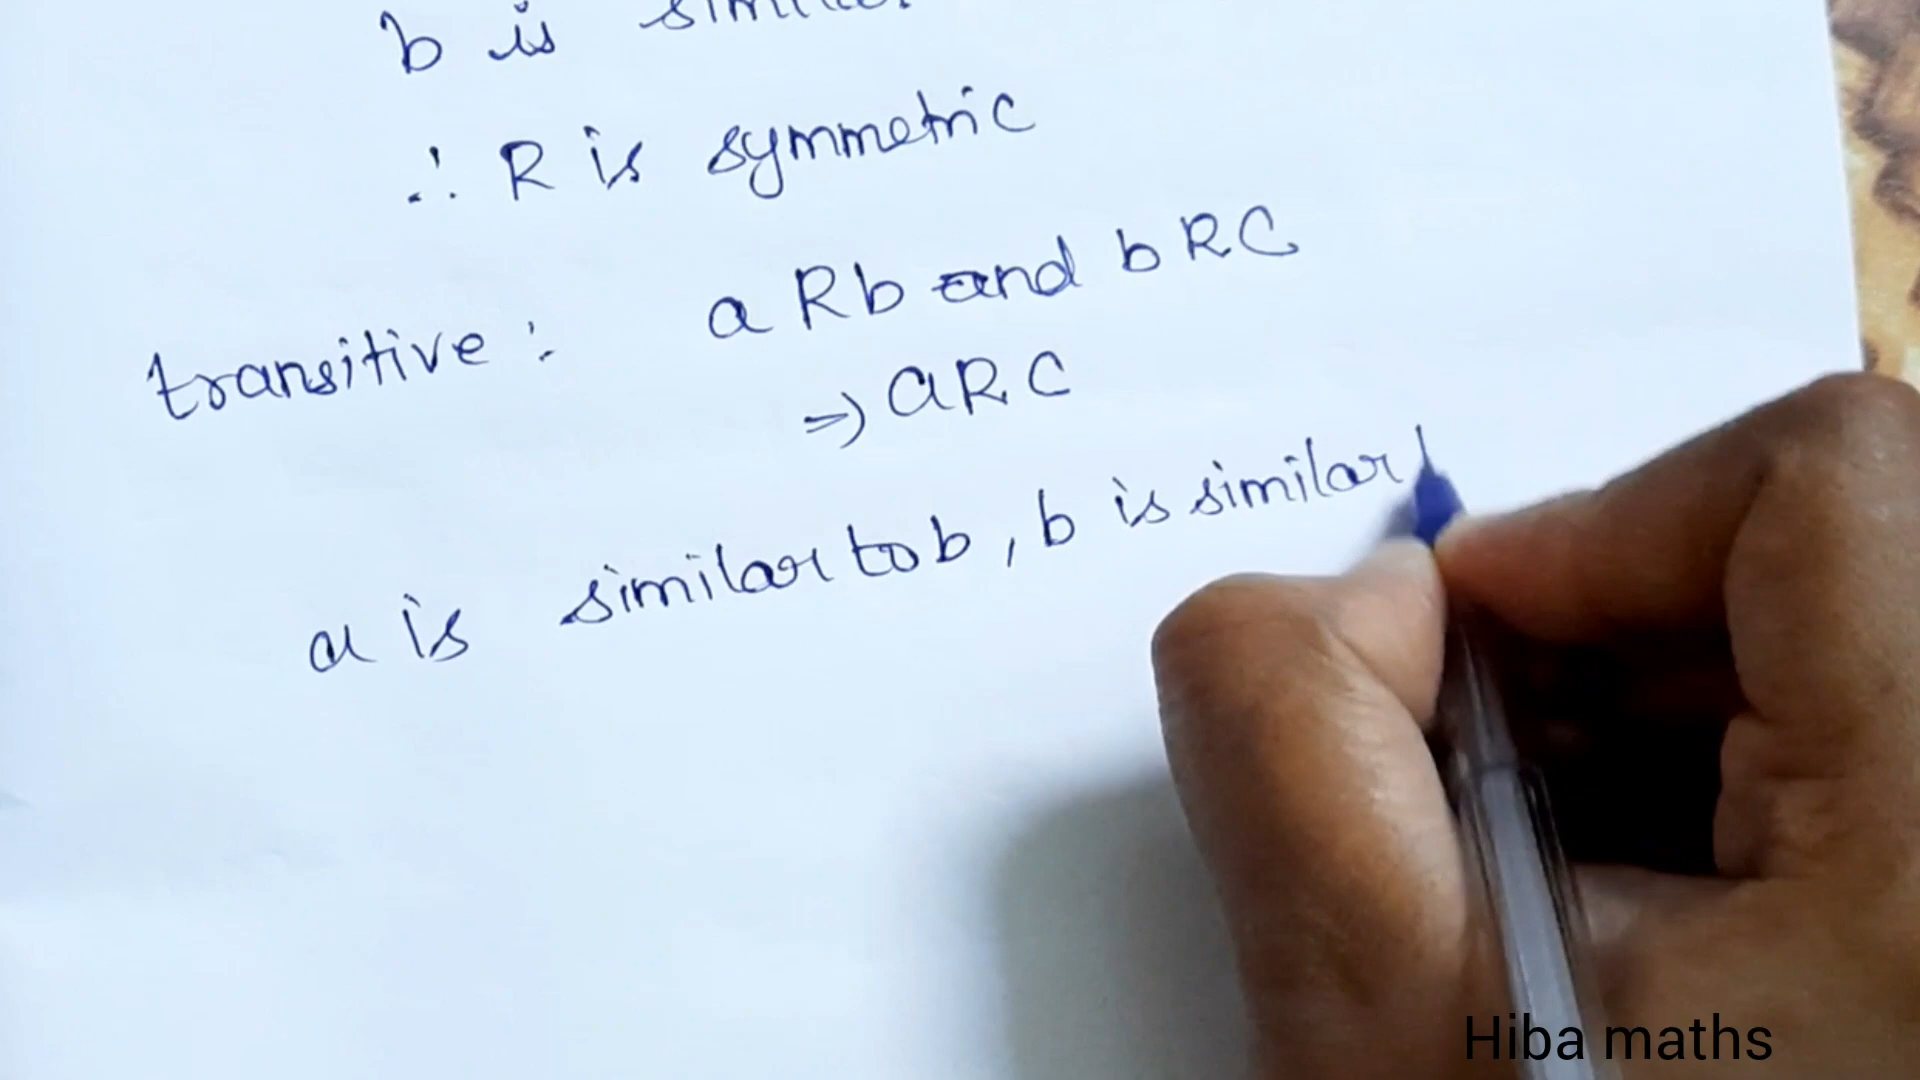 b is
∴ R is symmetric
transitive : a R b and b R C
⇒ a R C
a is similar to b, b is similar
Hiba maths